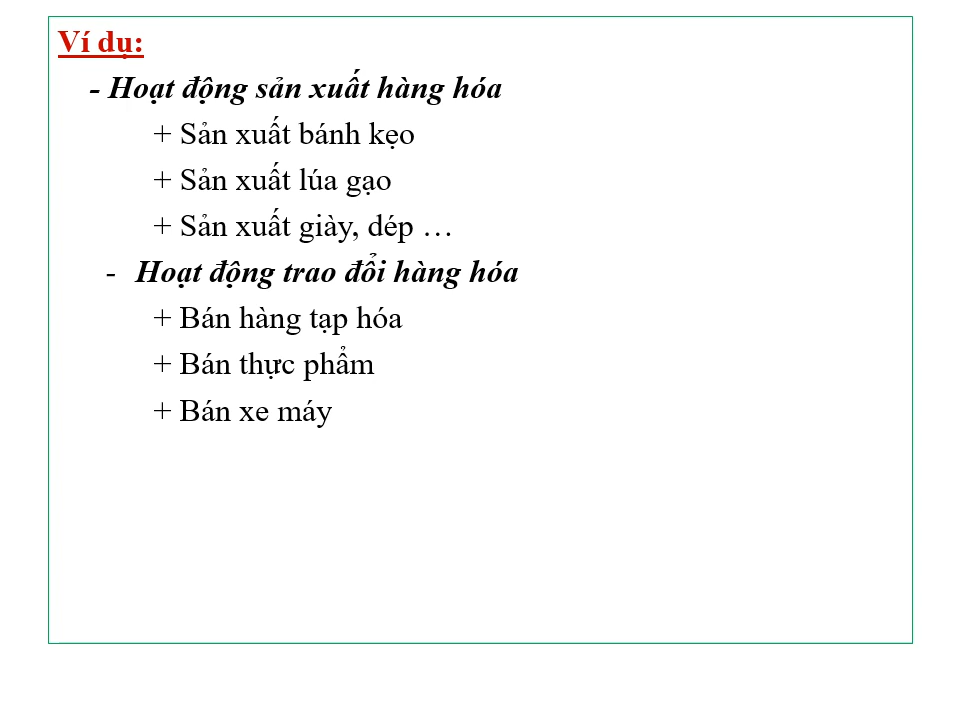 Ví dụ:
- Hoạt động sản xuất hàng hóa
+ Sản xuất bánh kẹo
+ Sản xuất lúa gạo
+ Sản xuất giày, dép …
- Hoạt động trao đổi hàng hóa
+ Bán hàng tạp hóa
+ Bán thực phẩm
+ Bán xe máy